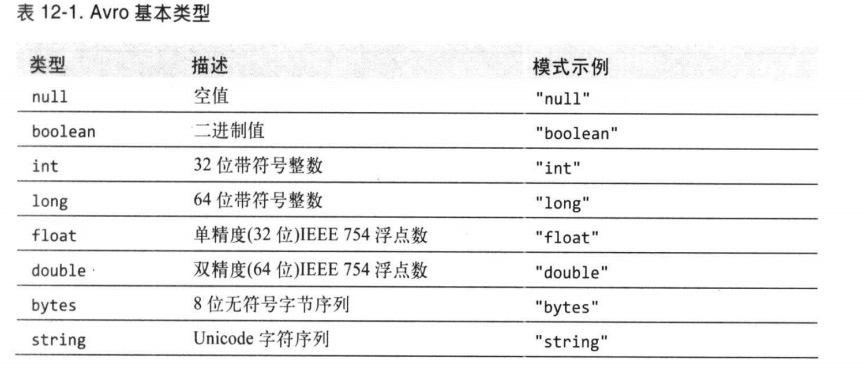 表 12-1. Avro 基本类型
类型 描述 模式示例
null 空值 "null"
boolean 二进制值 "boolean"
int 32 位带符号整数 "int"
long 64 位带符号整数 "long"
float 单精度(32 位)IEEE 754 浮点数 "float"
double 双精度(64 位)IEEE 754 浮点数 "double"
bytes 8 位无符号字节序列 "bytes"
string Unicode 字符序列 "string"